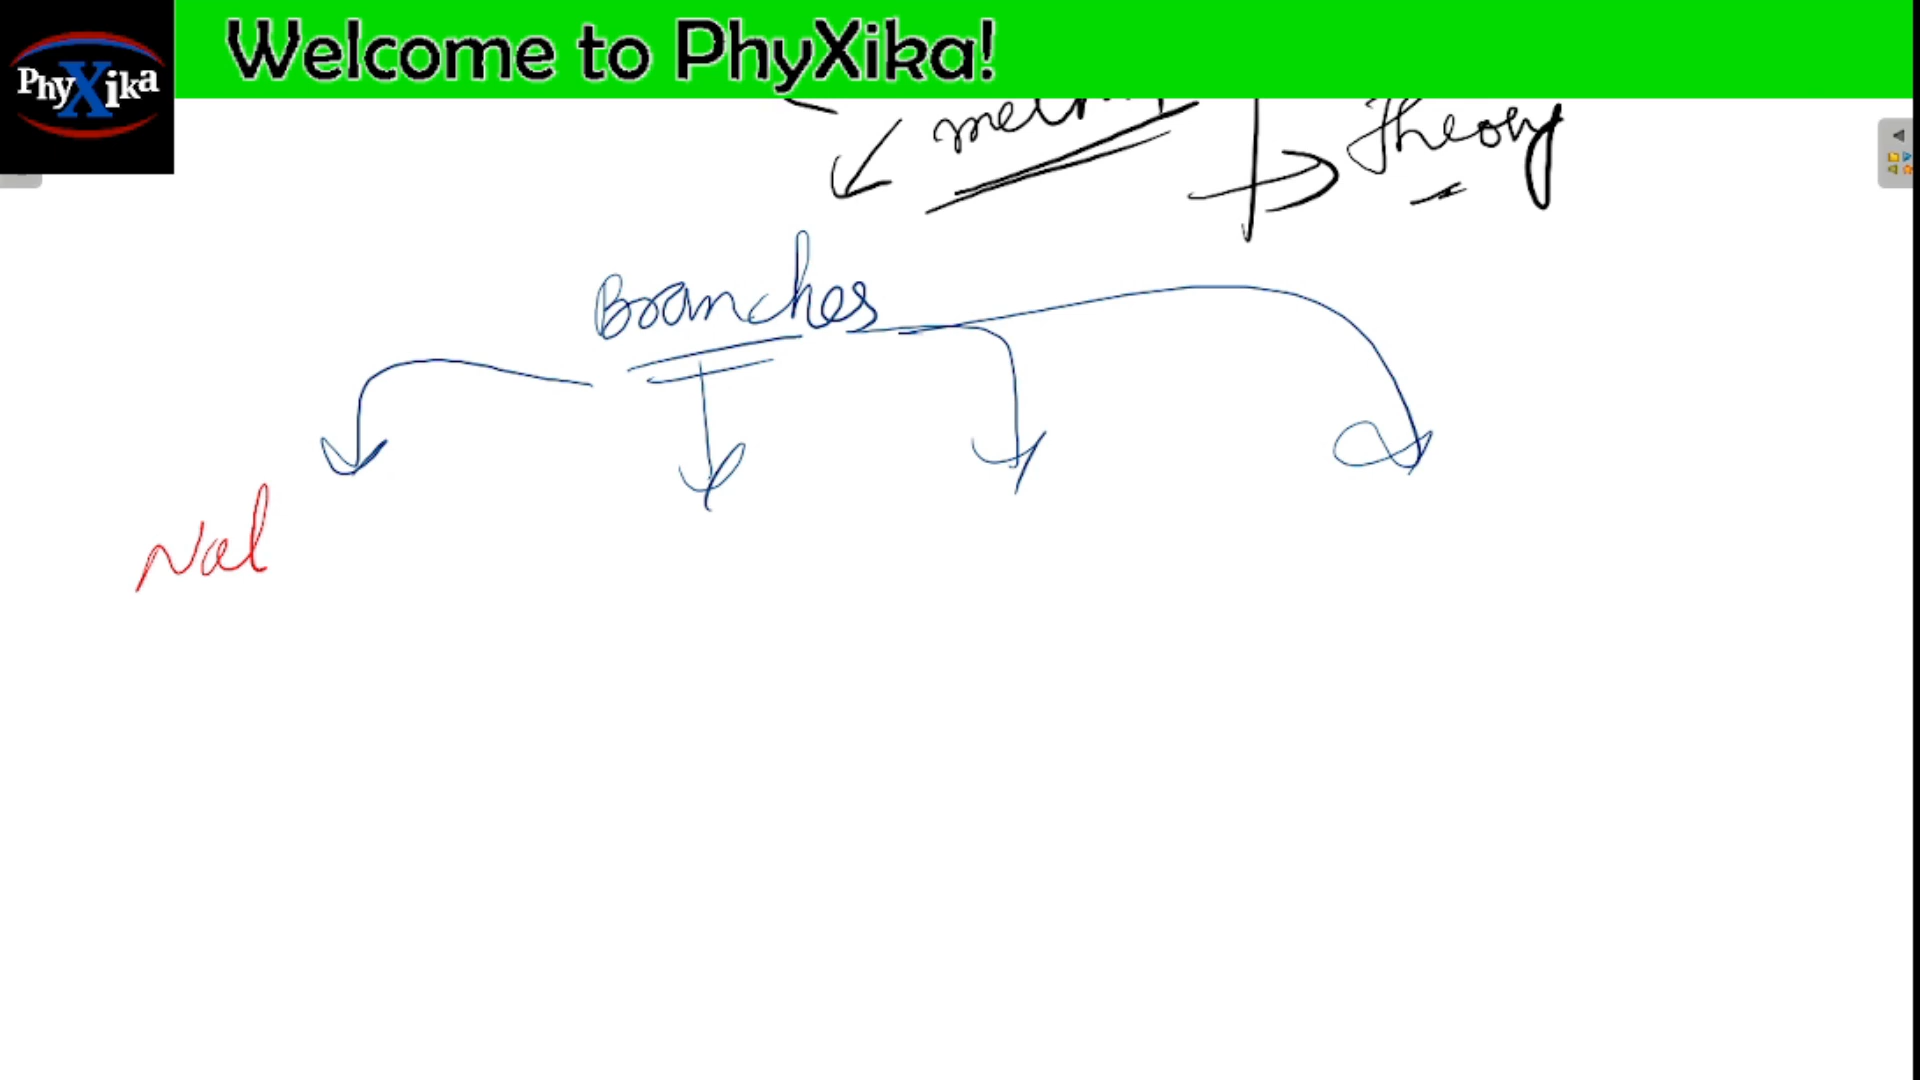 Welcome to PhyXika!
PhyXika
theory
Branches
Nal